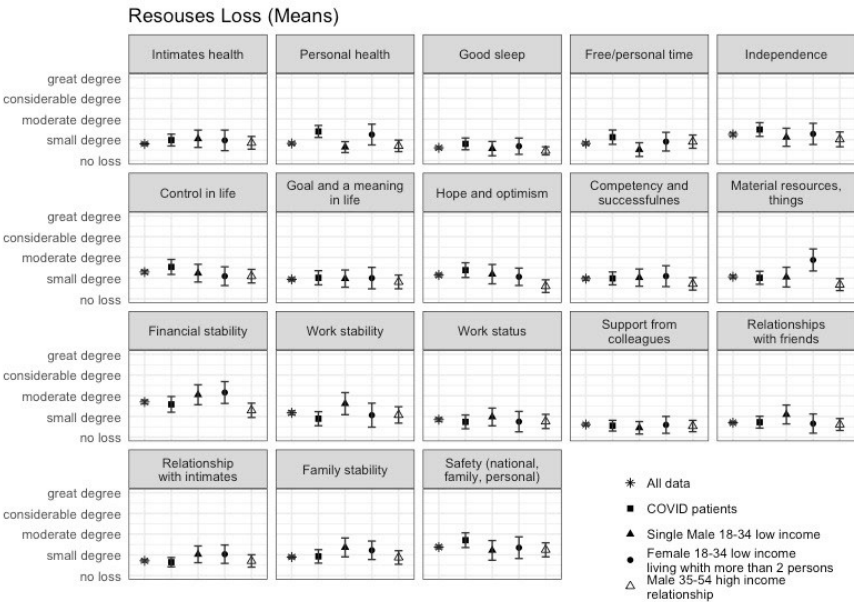 Resouses Loss (Means)
Intimates health
Personal health
Good sleep
Free/personal time
Independence
great degree
considerable degree
moderate degree
small degree
no loss
Control in life
Goal and a meaning
in life
Hope and optimism
Competency and
successfulnes
Material resources,
things
great degree
considerable degree
moderate degree
small degree
no loss
Financial stability
Work stability
Work status
Support from
colleagues
Relationships
with friends
great degree
considerable degree
moderate degree
small degree
no loss
Relationship
with intimates
Family stability
Safety (national,
family, personal)
great degree
considerable degree
moderate degree
small degree
no loss
All data
COVID patients
Single Male 18-34 low income
Female 18-34 low income
living whith more than 2 persons
Male 35-54 high income
relationship